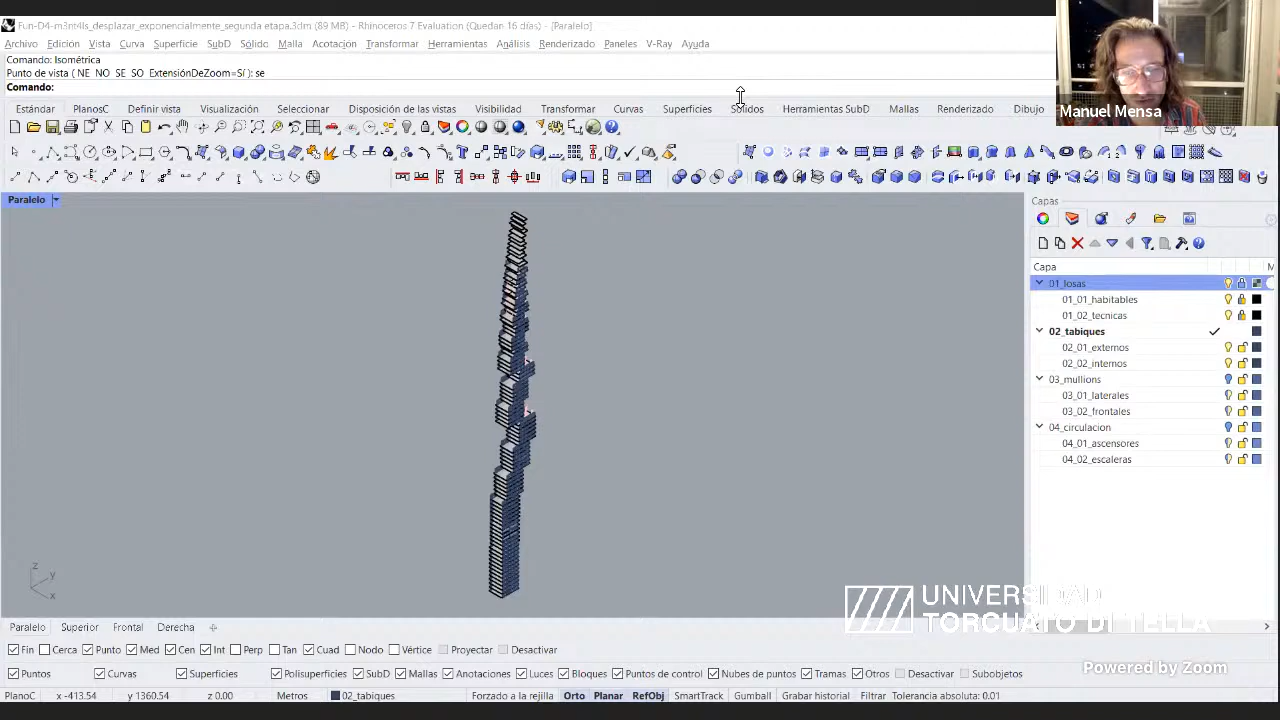 Fun-D4-m3nt4ls_desplazar_exponencialmente_segunda etapa.3dm (89 MB) - Rhinoceros 7 Evaluation (Quedan 16 días) - [Paralelo]
Archivo Edición Vista Curva Superficie SubD Sólido Malla Acotación Transformar Herramientas Análisis Renderizado Paneles V-Ray Ayuda
Comando: Isométrica
Punto de vista ( NE NO SE SO ExtensiónDeZoom=Sí ): se
Comando:
Estándar PlanosC Definir vista Visualización Seleccionar Disposición de las vistas Visibilidad Transformar Curvas Superficies Sólidos Herramientas SubD Mallas Renderizado Dibujo
Manuel Mensa
Paralelo
Capas
Capa M
01_losas
01_01_habitables
01_02_tecnicas
02_tabiques
02_01_externos
02_02_internos
03_mullions
03_01_laterales
03_02_frontales
04_circulacion
04_01_ascensores
04_02_escaleras
z
y
x
UNIVERSIDAD
TORCUATO DI TELLA
Paralelo Superior Frontal Derecha
Fin Cerca Punto Med Cen Int Perp Tan Cuad Nodo Vértice Proyectar Desactivar
Powered by Zoom
Puntos Curvas Superficies Polisuperficies SubD Mallas Anotaciones Luces Bloques Puntos de control Nubes de puntos Tramas Otros Desactivar Subobjetos
PlanoC x -413.54 y 1360.54 z 0.00 Metros 02_tabiques Forzado a la rejilla Orto Planar RefObj SmartTrack Gumball Grabar historial Filtrar Tolerancia absoluta: 0.01